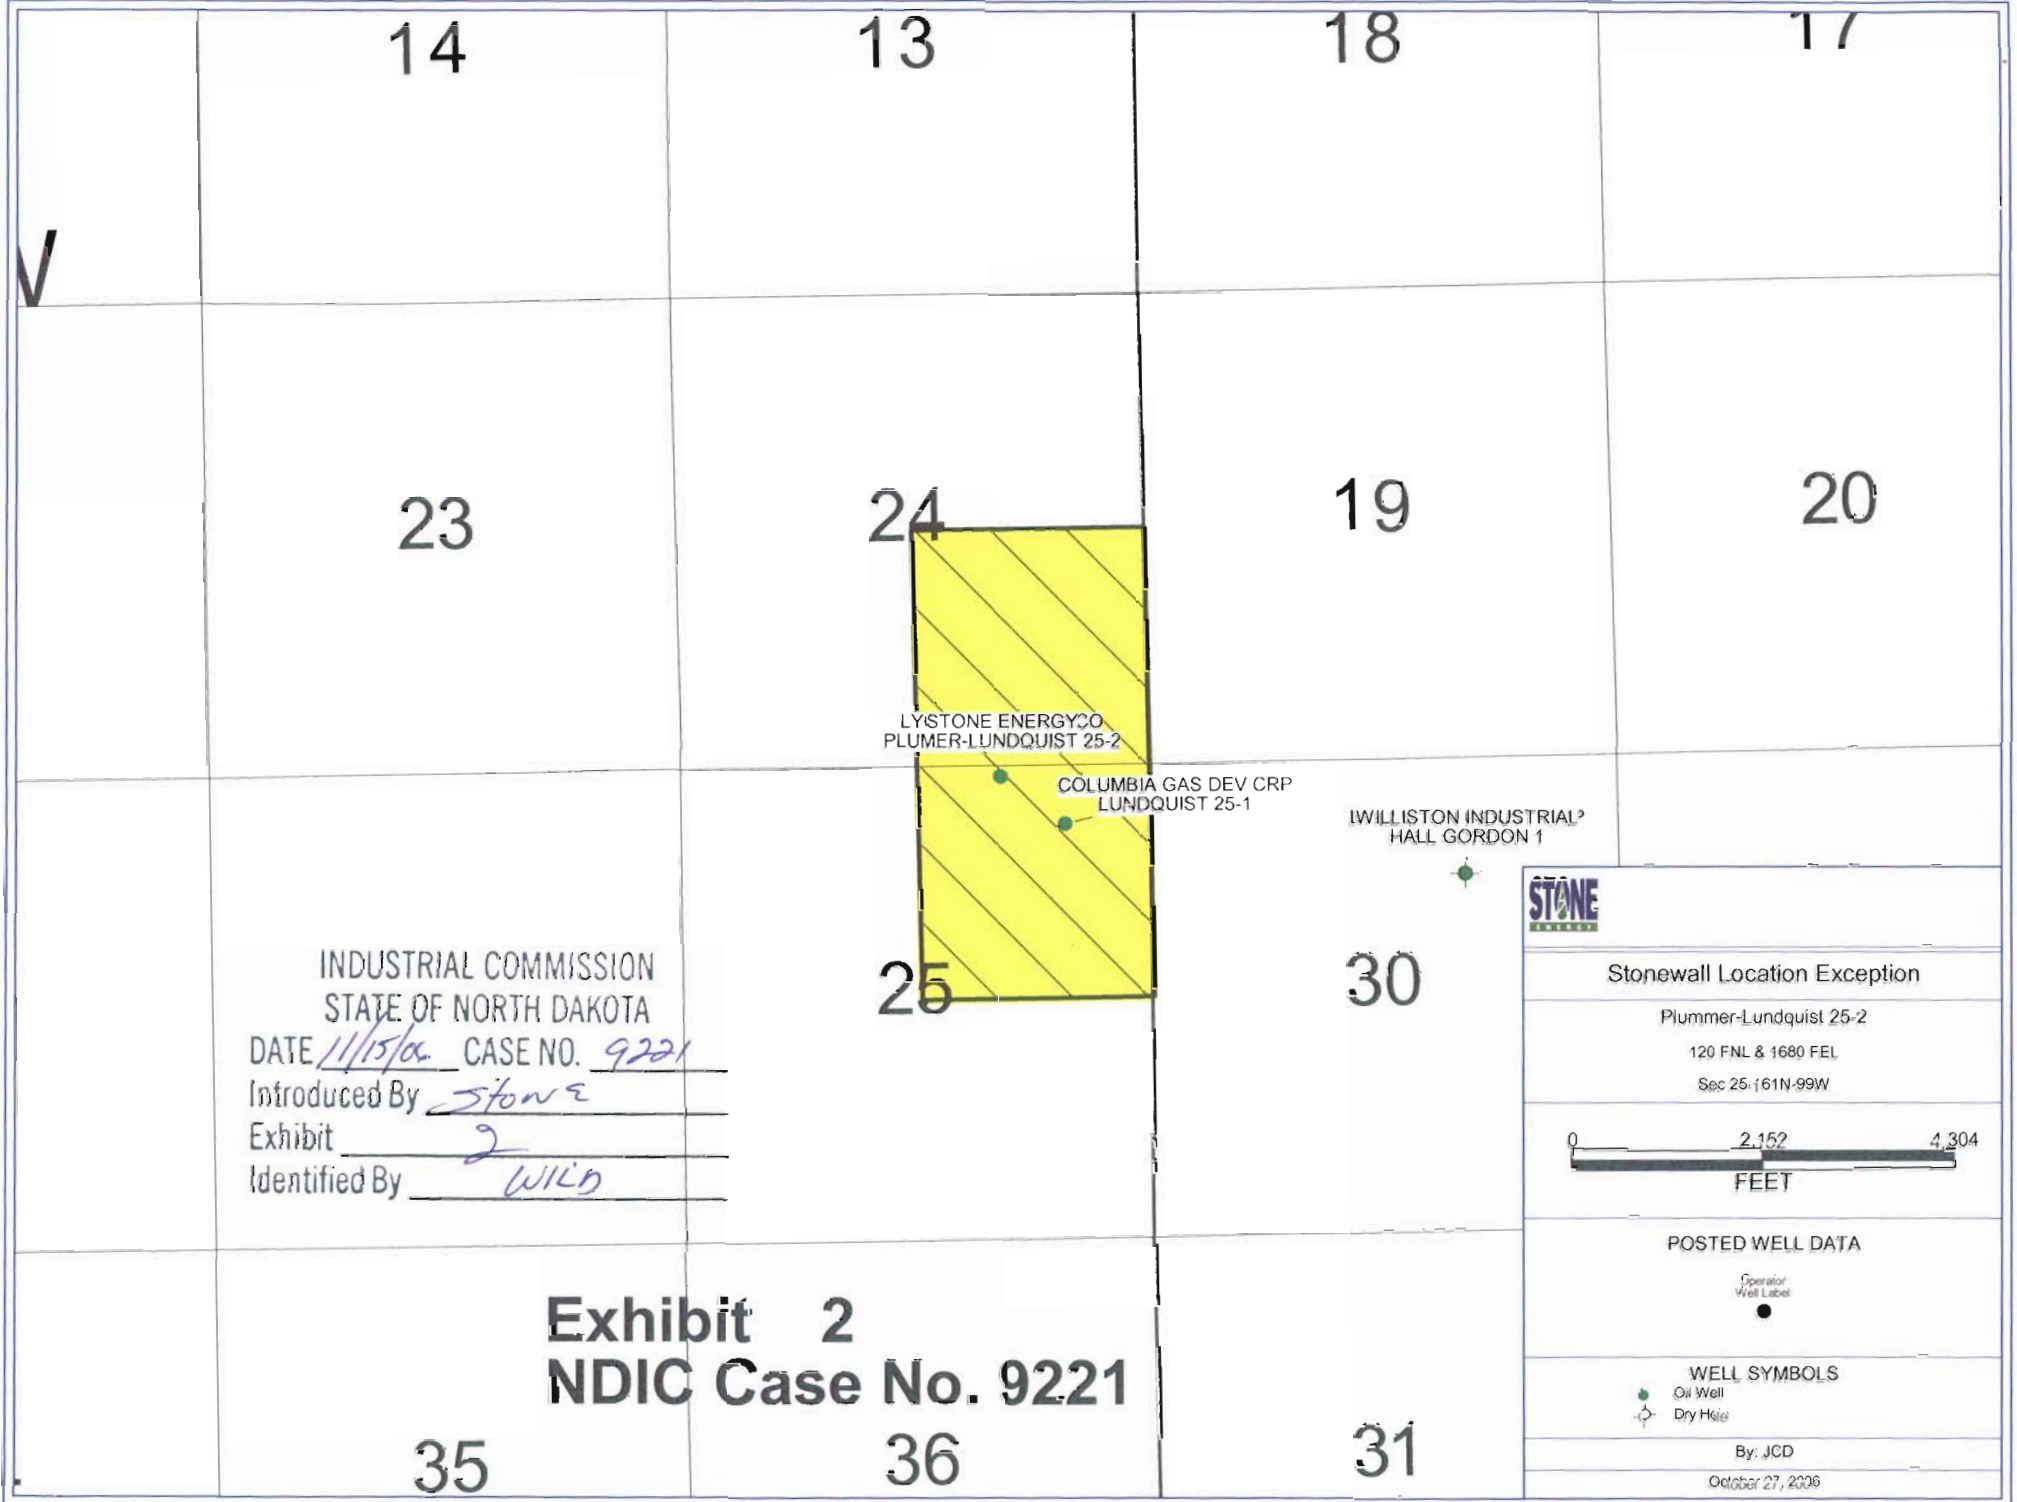 14
13
18
17
23
24
19
20
LYSTONE ENERGYCO
PLUMER-LUNDQUIST 25-2
COLUMBIA GAS DEV CRP
LUNDQUIST 25-1
WILLISTON INDUSTRIAL
HALL GORDON 1
25
30
INDUSTRIAL COMMISSION
STATE OF NORTH DAKOTA
DATE 11/15/06 CASE NO. 9221
Introduced By Stone
Exhibit 2
Identified By WILD
Exhibit 2
NDIC Case No. 9221
35
36
31
STONE
ENERGY
Stonewall Location Exception
Plummer-Lundquist 25-2
120 FNL & 1680 FEL
Sec 25-161N-99W
0 2,152 4,304
FEET
POSTED WELL DATA
Operator
Well Label
WELL SYMBOLS
Oil Well
Dry Hole
By: JCD
October 27, 2006